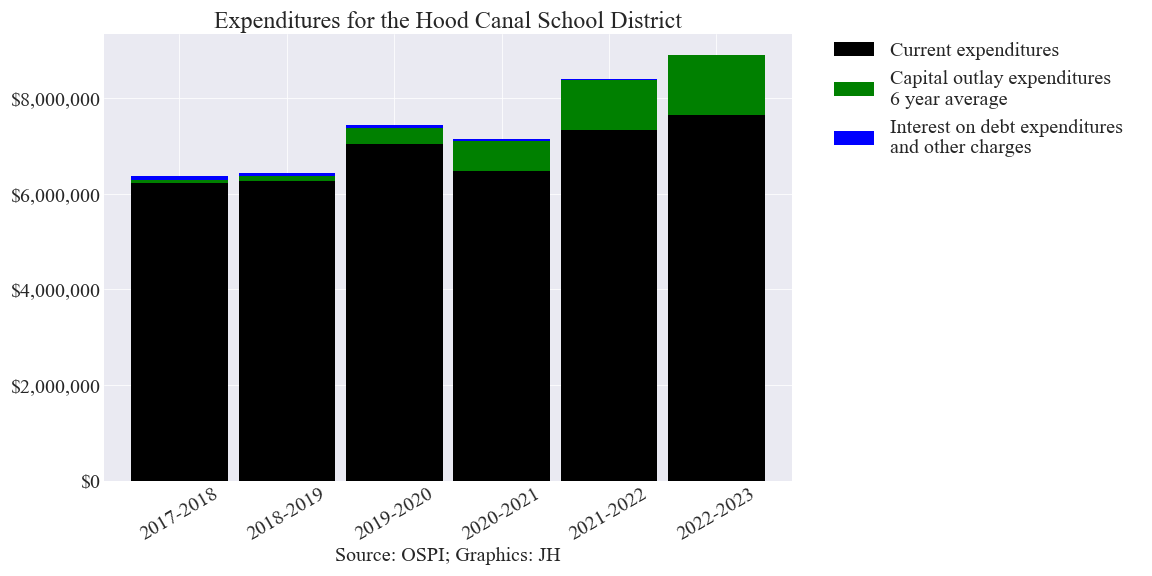 Expenditures for the Hood Canal School District
Current expenditures
Capital outlay expenditures
6 year average
Interest on debt expenditures
and other charges
$8,000,000
$6,000,000
$4,000,000
$2,000,000
$0
2017-2018
2018-2019
2019-2020
2020-2021
2021-2022
2022-2023
Source: OSPI; Graphics: JH